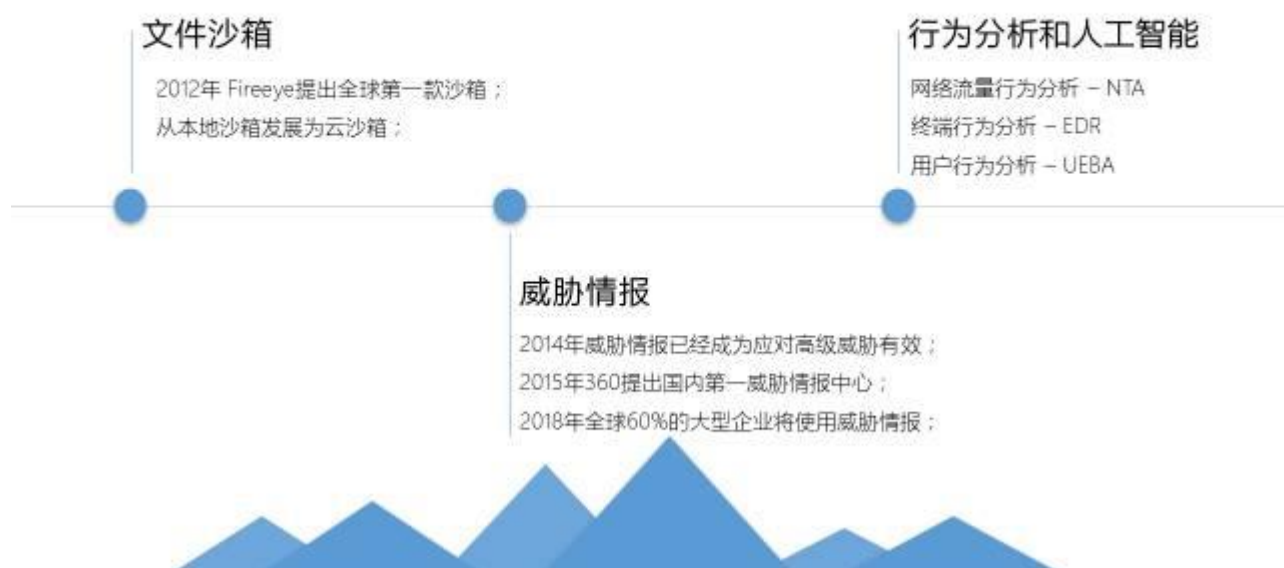 文件沙箱
2012年 Fireeye提出全球第一款沙箱；
从本地沙箱发展为云沙箱；
行为分析和人工智能
网络流量行为分析 – NTA
终端行为分析 – EDR
用户行为分析 – UEBA
威胁情报
2014年威胁情报已经成为应对高级威胁有效；
2015年360提出国内第一威胁情报中心；
2018年全球60%的大型企业将使用威胁情报；